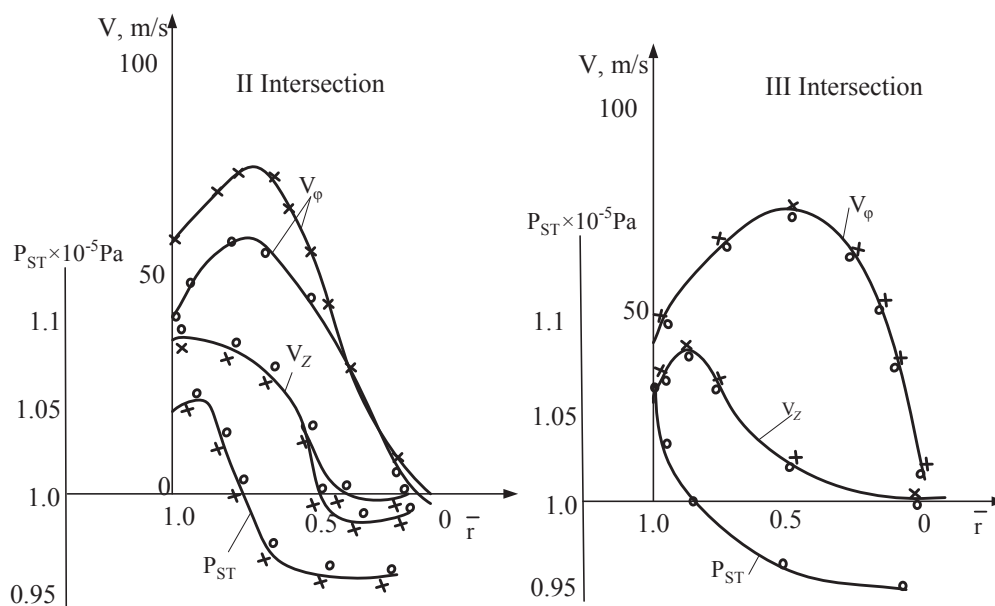 V, m/s
100
II Intersection
Vφ
P_ST×10⁻⁵Pa
50
1.1
V_Z
1.05
0
1.0
1.0
0.5
0
r̅
P_ST
0.95
V, m/s
100
III Intersection
Vφ
P_ST×10⁻⁵Pa
50
1.1
1.05
V_Z
1.0
1.0
0.5
0
r̅
P_ST
0.95